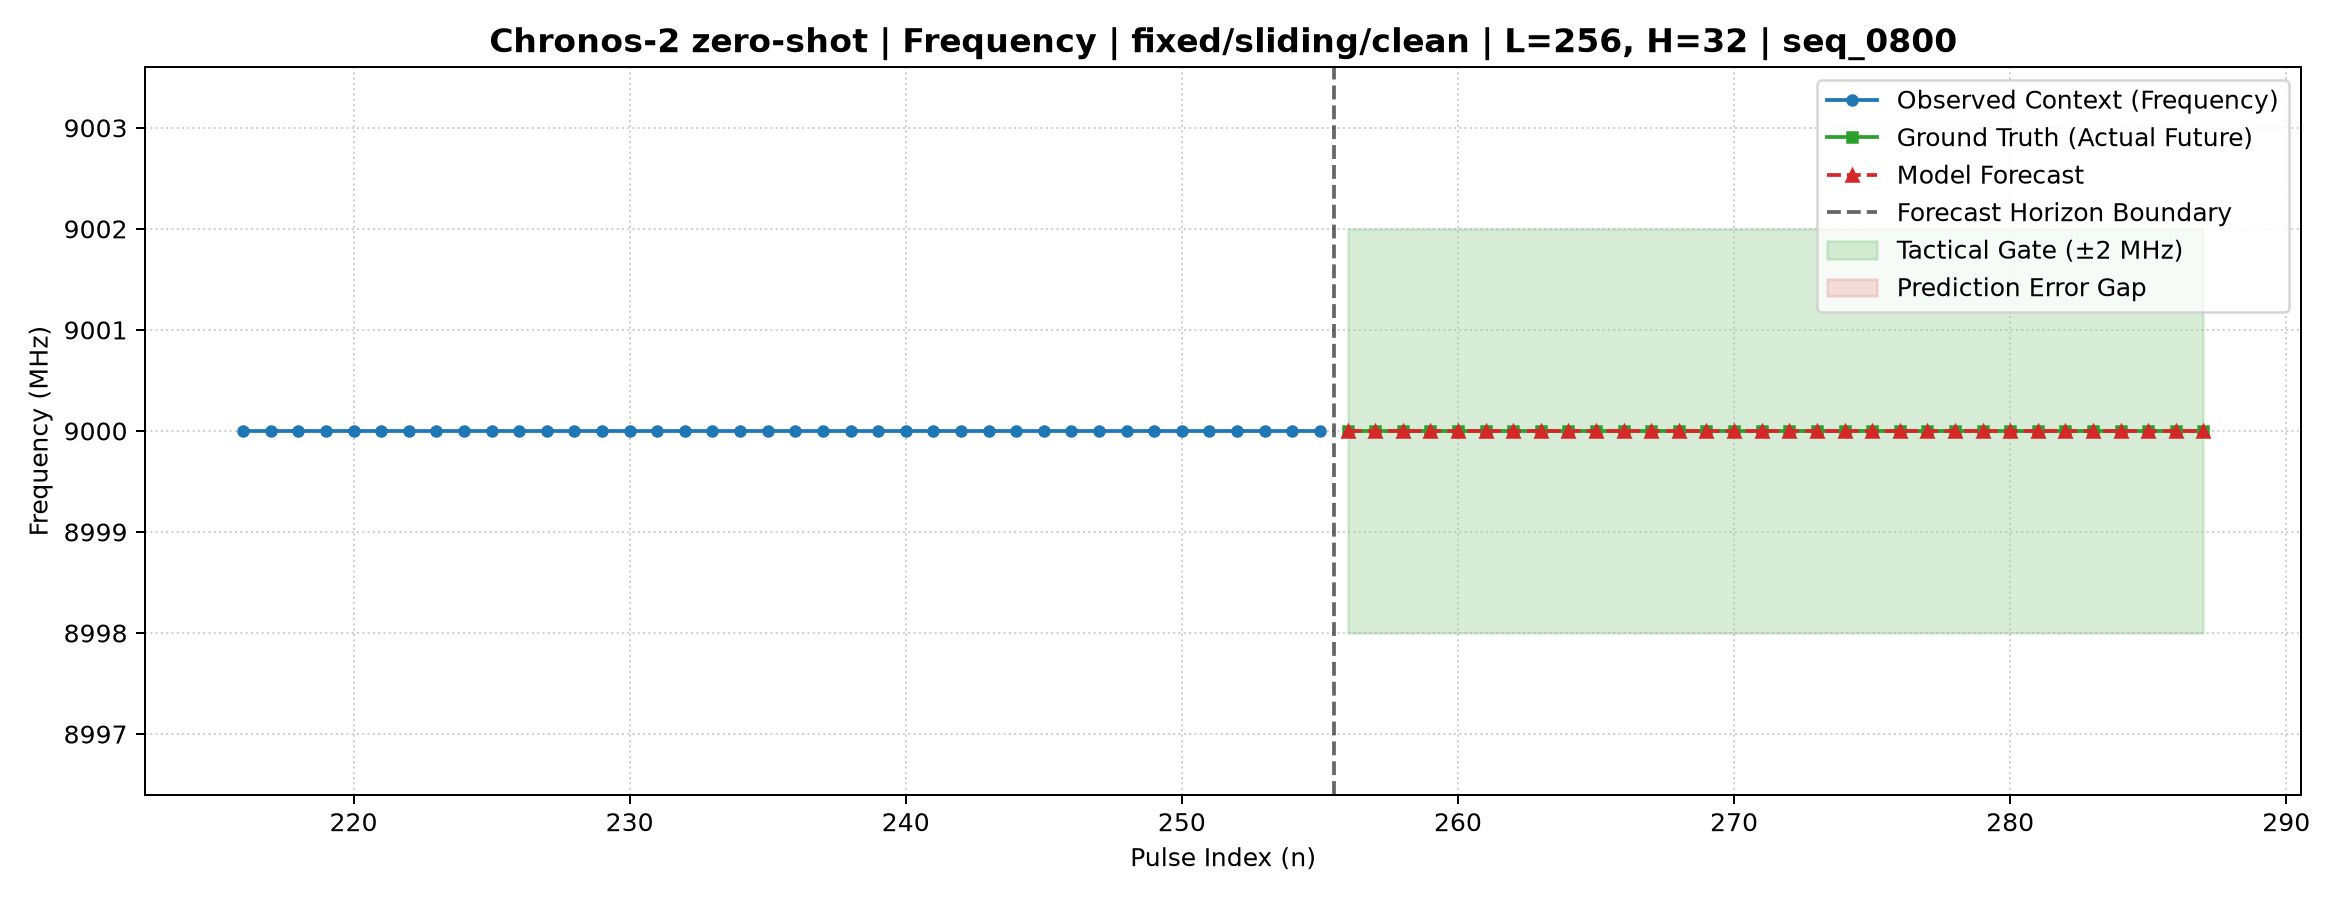 Chronos-2 zero-shot | Frequency | fixed/sliding/clean | L=256, H=32 | seq_0800
Observed Context (Frequency)
Ground Truth (Actual Future)
Model Forecast
Forecast Horizon Boundary
Tactical Gate (±2 MHz)
Prediction Error Gap
Frequency (MHz)
9003
9002
9001
9000
8999
8998
8997
220 230 240 250 260 270 280 290
Pulse Index (n)